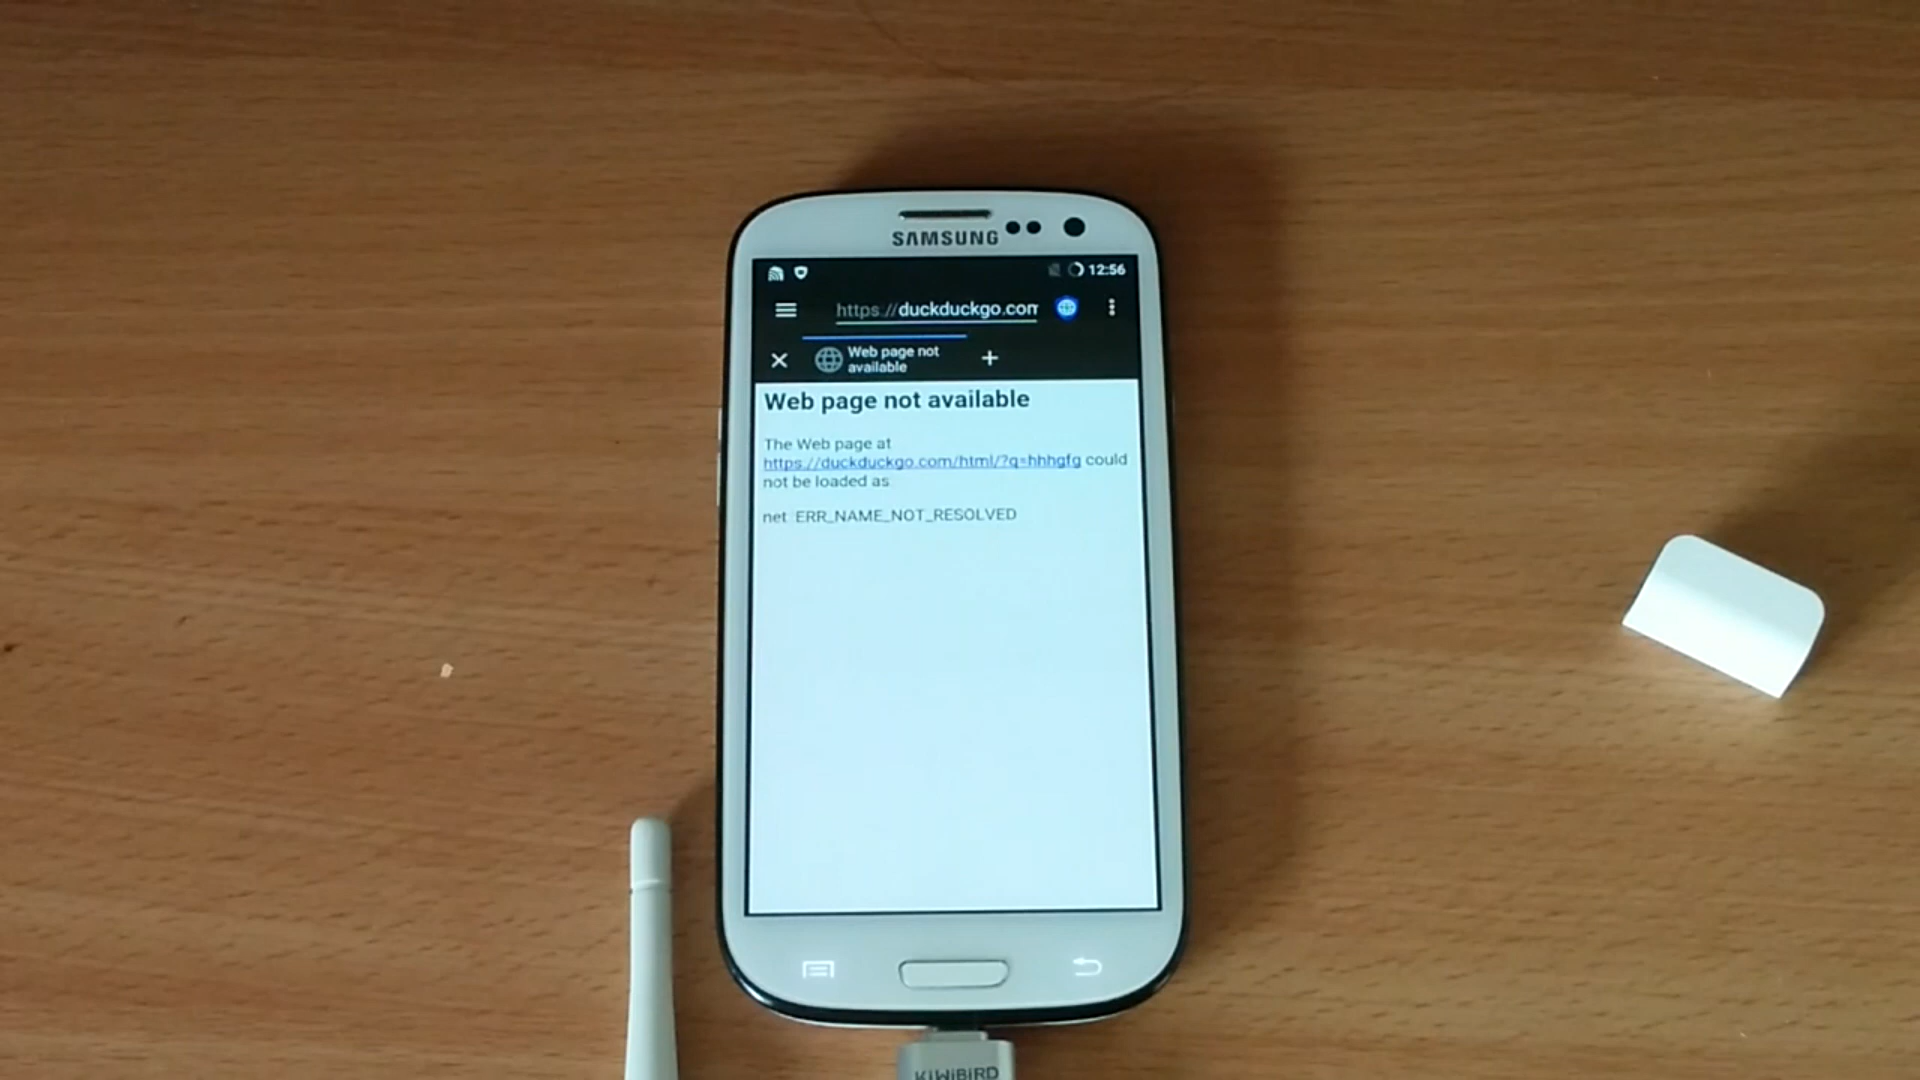 SAMSUNG
12:56
https://duckduckgo.com
Web page not
available
Web page not available
The Web page at
https://duckduckgo.com/html/?q=hhhgfg could
not be loaded as
net::ERR_NAME_NOT_RESOLVED
KiWiBiRD